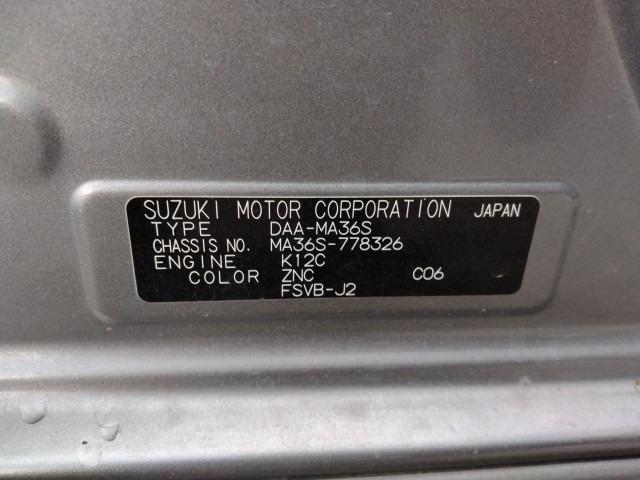 SUZUKI MOTOR CORPORATION JAPAN
TYPE DAA-MA36S
CHASSIS NO. MA36S-778326
ENGINE K12C
COLOR ZNC C06
FSVB-J2